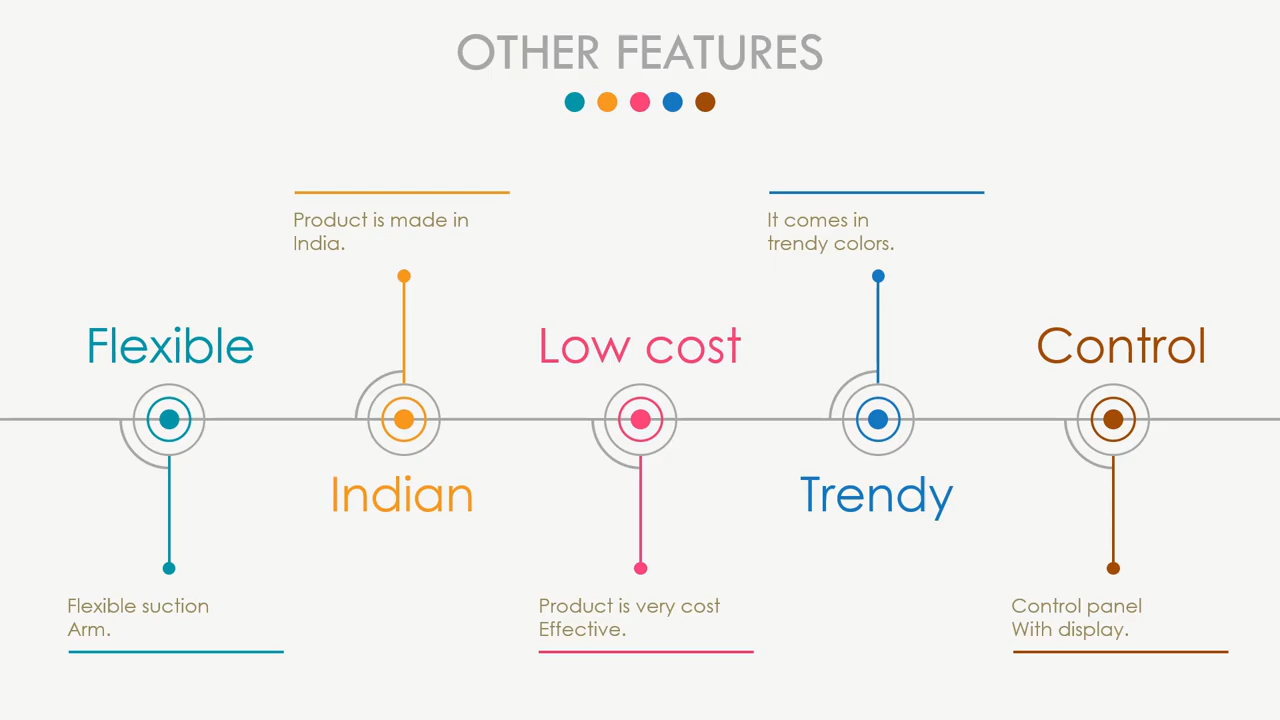 OTHER FEATURES
Product is made in
India.
It comes in
trendy colors.
Flexible
Low cost
Control
Indian
Trendy
Flexible suction
Arm.
Product is very cost
Effective.
Control panel
With display.